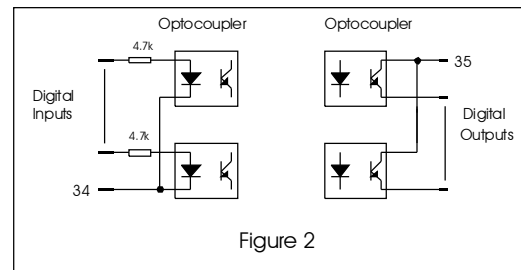 Optocoupler
Optocoupler
4.7k
35
Digital
Inputs
Digital
Outputs
4.7k
34
Figure 2